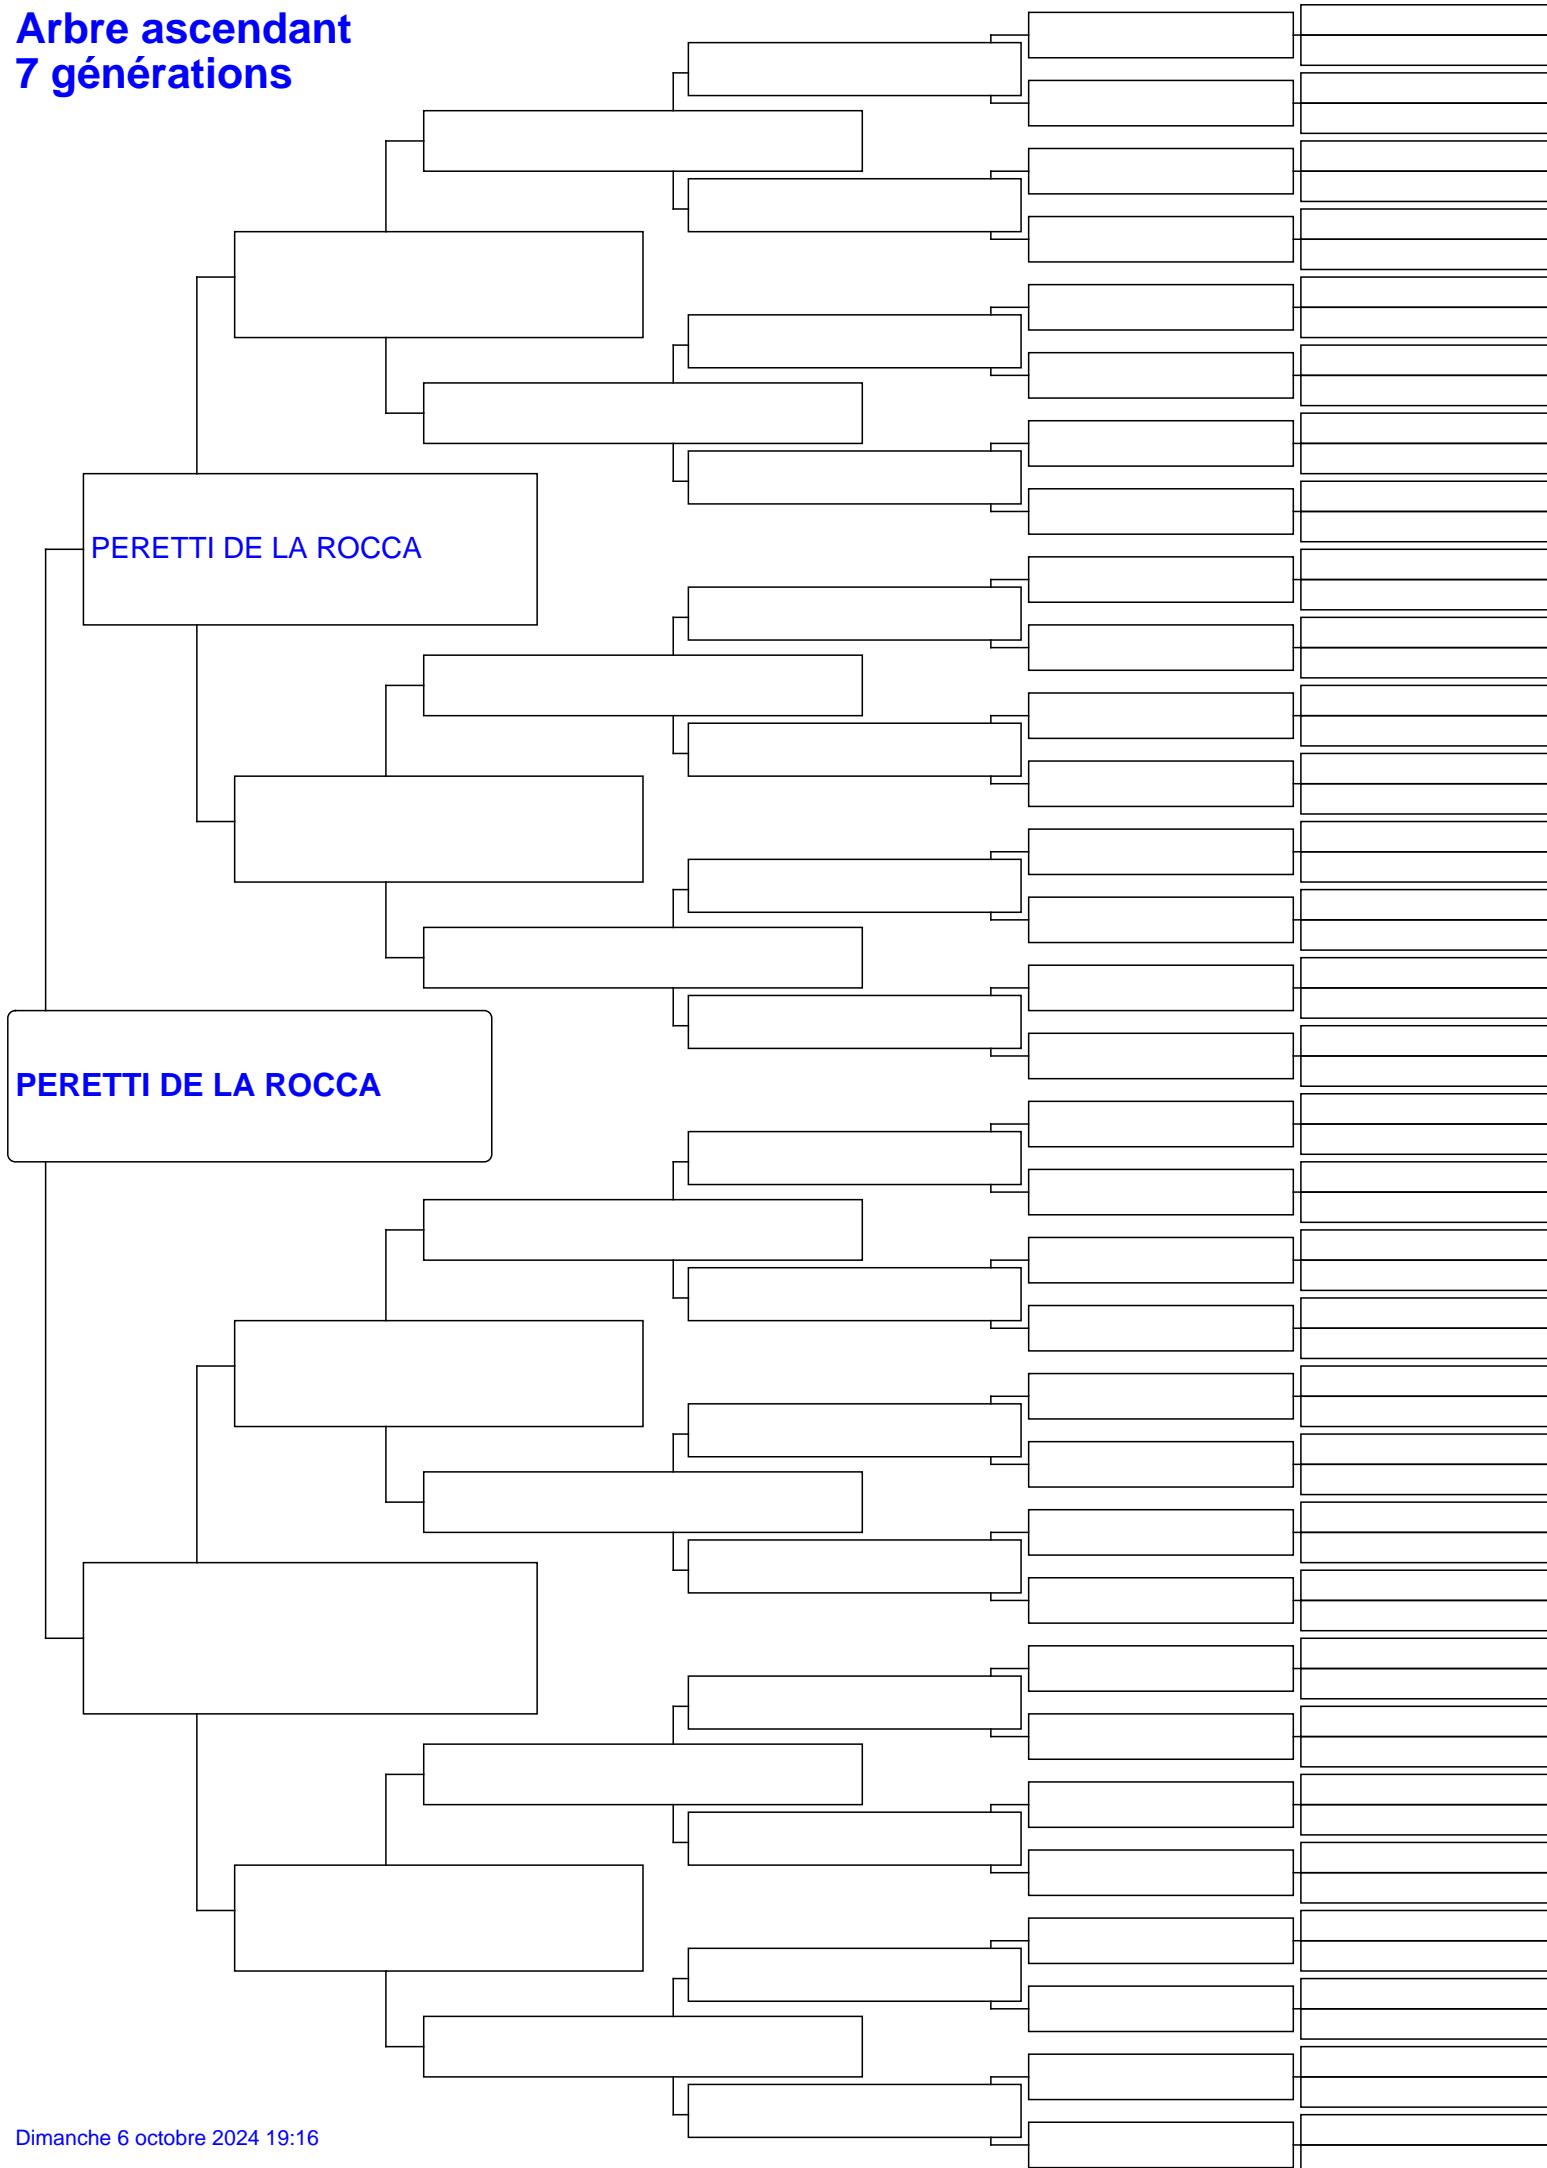 Arbre ascendant
7 générations
PERETTI DE LA ROCCA
PERETTI DE LA ROCCA
Dimanche 6 octobre 2024 19:16